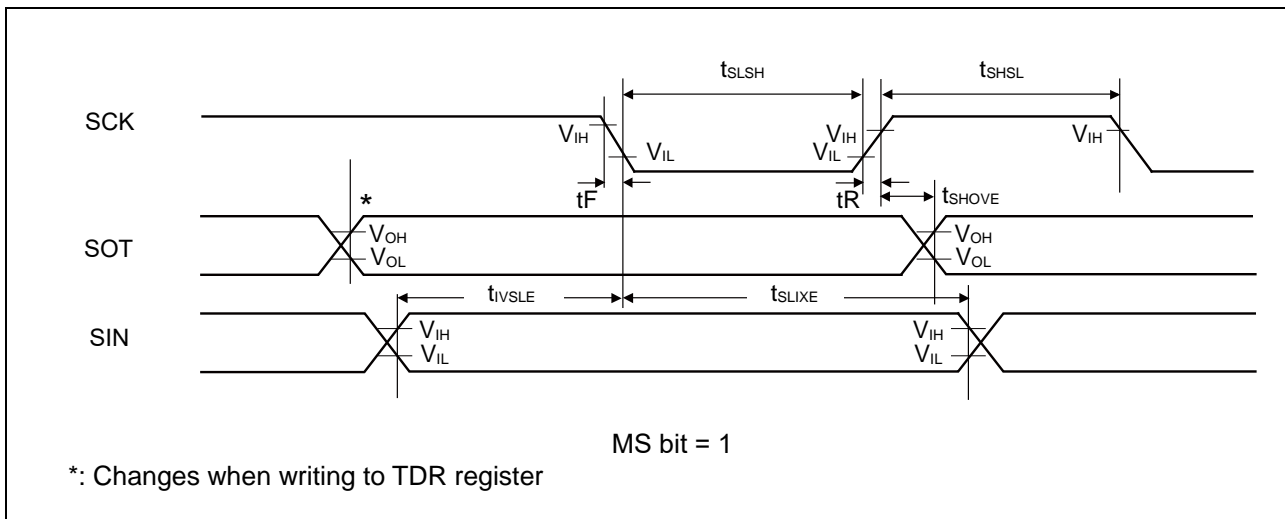 tSLSH
tSHSL
SCK
VIH
VIL
VIH
VIL
VIH
tF
tR
tSHOVE
*
SOT
VOH
VOL
VOH
VOL
tIVSLE
tSLIXE
SIN
VIH
VIL
VIH
VIL
MS bit = 1
*: Changes when writing to TDR register